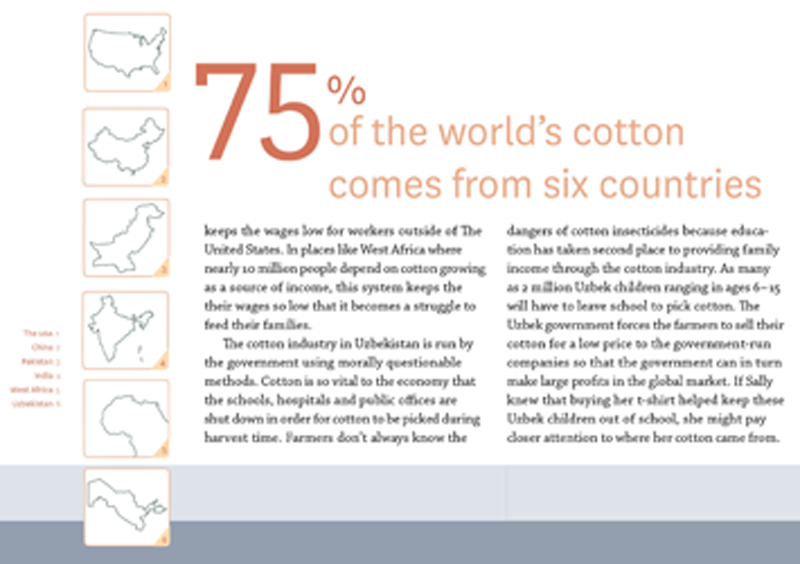 75%
of the world's cotton
comes from six countries
keeps the wages low for workers outside of The
United States. In places like West Africa where
nearly 10 million people depend on cotton growing
as a source of income, this system keeps the
their wages so low that it becomes a struggle to
feed their families.
The cotton industry in Uzbekistan is run by
the government using morally questionable
methods. Cotton is so vital to the economy that
the schools, hospitals and public offices are
shut down in order for cotton to be picked during
harvest time. Farmers don't always know the
dangers of cotton insecticides because educa-
tion has taken second place to providing family
income through the cotton industry. As many
as 2 million Uzbek children ranging in ages 6–15
will have to leave school to pick cotton. The
Uzbek government forces the farmers to sell their
cotton for a low price to the government-run
companies so that the government can in turn
make large profits in the global market. If Sally
knew that buying her t-shirt helped keep these
Uzbek children out of school, she might pay
closer attention to where her cotton came from.
The usa 1
China 2
Pakistan 3
India 4
West Africa 5
Uzbekistan 6
1
2
3
4
5
6